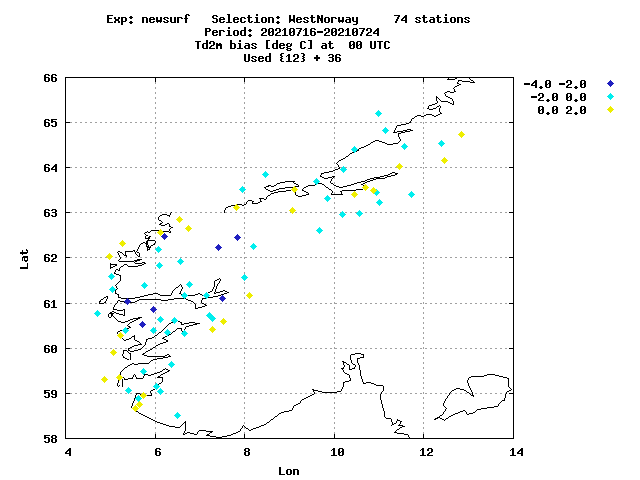 Exp: newsurf   Selection: WestNorway     74 stations
Period: 20210716-20210724
Td2m bias [deg C] at  00 UTC
Used {12} + 36
-4.0 -2.0
-2.0 0.0
0.0 2.0
66
65
64
63
62
61
60
59
58
Lat
4 6 8 10 12 14
Lon